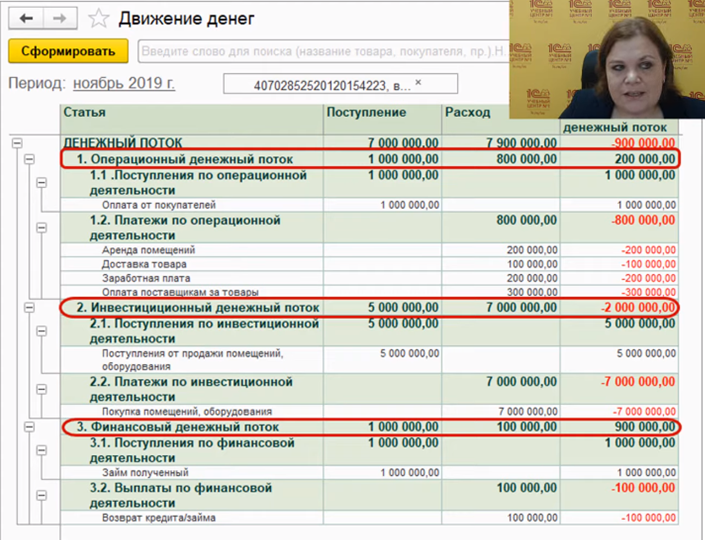 Движение денег
Сформировать
Введите слово для поиска (название товара, покупателя, пр.). Н
Период: ноябрь 2019 г.
40702852520120154223, в... ×
Статья Поступление Расход
денежный поток
ДЕНЕЖНЫЙ ПОТОК 7 000 000,00 7 900 000,00 -900 000,00
1. Операционный денежный поток 1 000 000,00 800 000,00 200 000,00
1.1 .Поступления по операционной 1 000 000,00 1 000 000,00
деятельности
Оплата от покупателей 1 000 000,00 1 000 000,00
1.2. Платежи по операционной 800 000,00 -800 000,00
деятельности
Аренда помещений 200 000,00 -200 000,00
Доставка товара 100 000,00 -100 000,00
Заработная плата 200 000,00 -200 000,00
Оплата поставщикам за товары 300 000,00 -300 000,00
2. Инвестициционный денежный поток 5 000 000,00 7 000 000,00 -2 000 000,00
2.1. Поступления по инвестиционной 5 000 000,00 5 000 000,00
деятельности
Поступления от продажи помещений, 5 000 000,00 5 000 000,00
оборудования
2.2. Платежи по инвестиционной 7 000 000,00 -7 000 000,00
деятельности
Покупка помещений, оборудования 7 000 000,00 -7 000 000,00
3. Финансовый денежный поток 1 000 000,00 100 000,00 900 000,00
3.1. Поступления по финансовой 1 000 000,00 1 000 000,00
деятельности
Займ полученный 1 000 000,00 1 000 000,00
3.2. Выплаты по финансовой 100 000,00 -100 000,00
деятельности
Возврат кредита/займа 100 000,00 -100 000,00